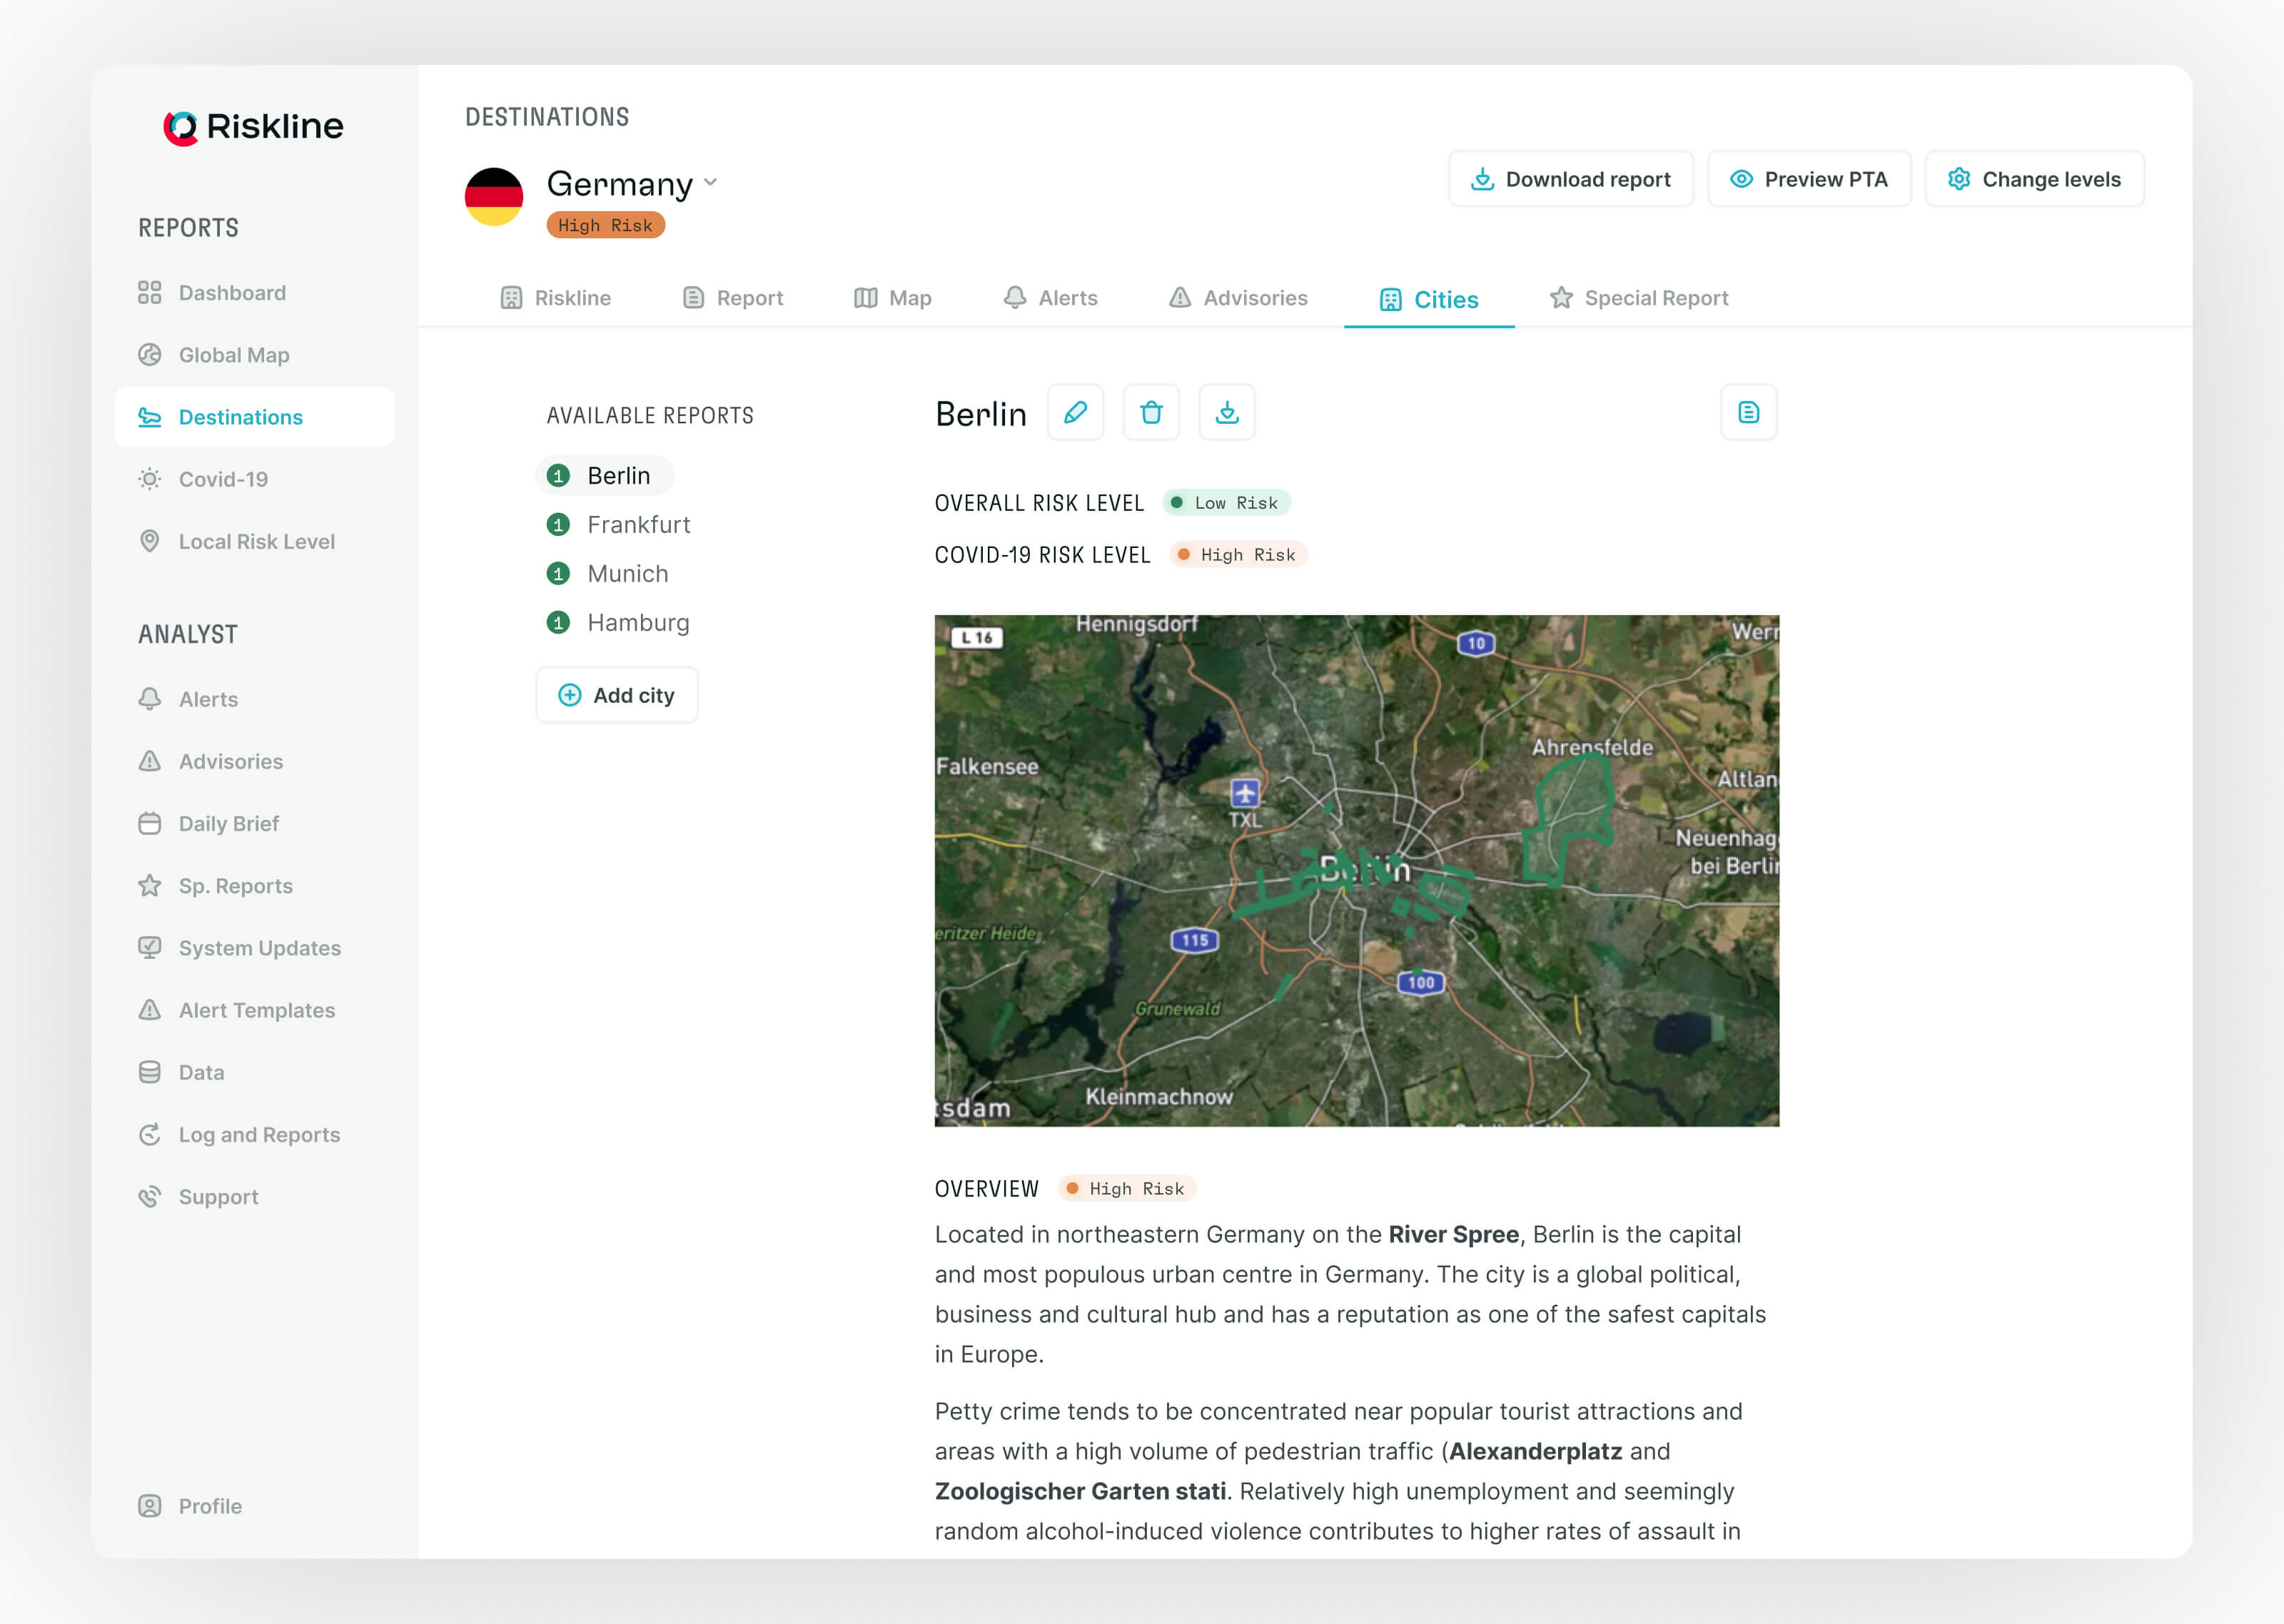 Riskline
REPORTS
Dashboard
Global Map
Destinations
Covid-19
Local Risk Level
ANALYST
Alerts
Advisories
Daily Brief
Sp. Reports
System Updates
Alert Templates
Data
Log and Reports
Support
Profile
DESTINATIONS
Germany
High Risk
Download report
Preview PTA
Change levels
Riskline
Report
Map
Alerts
Advisories
Cities
Special Report
AVAILABLE REPORTS
1 Berlin
1 Frankfurt
1 Munich
1 Hamburg
Add city
Berlin
OVERALL RISK LEVEL Low Risk
COVID-19 RISK LEVEL High Risk
Hennigsdorf
L 16
10
Wern
Ahrensfelde
Falkensee
Altlan
TXL
Neuenhag
bei Berlin
Berlin
eritzer Heide
115
100
Grunewald
Kleinmachnow
tsdam
OVERVIEW High Risk
Located in northeastern Germany on the River Spree, Berlin is the capital
and most populous urban centre in Germany. The city is a global political,
business and cultural hub and has a reputation as one of the safest capitals
in Europe.
Petty crime tends to be concentrated near popular tourist attractions and
areas with a high volume of pedestrian traffic (Alexanderplatz and
Zoologischer Garten stati. Relatively high unemployment and seemingly
random alcohol-induced violence contributes to higher rates of assault in